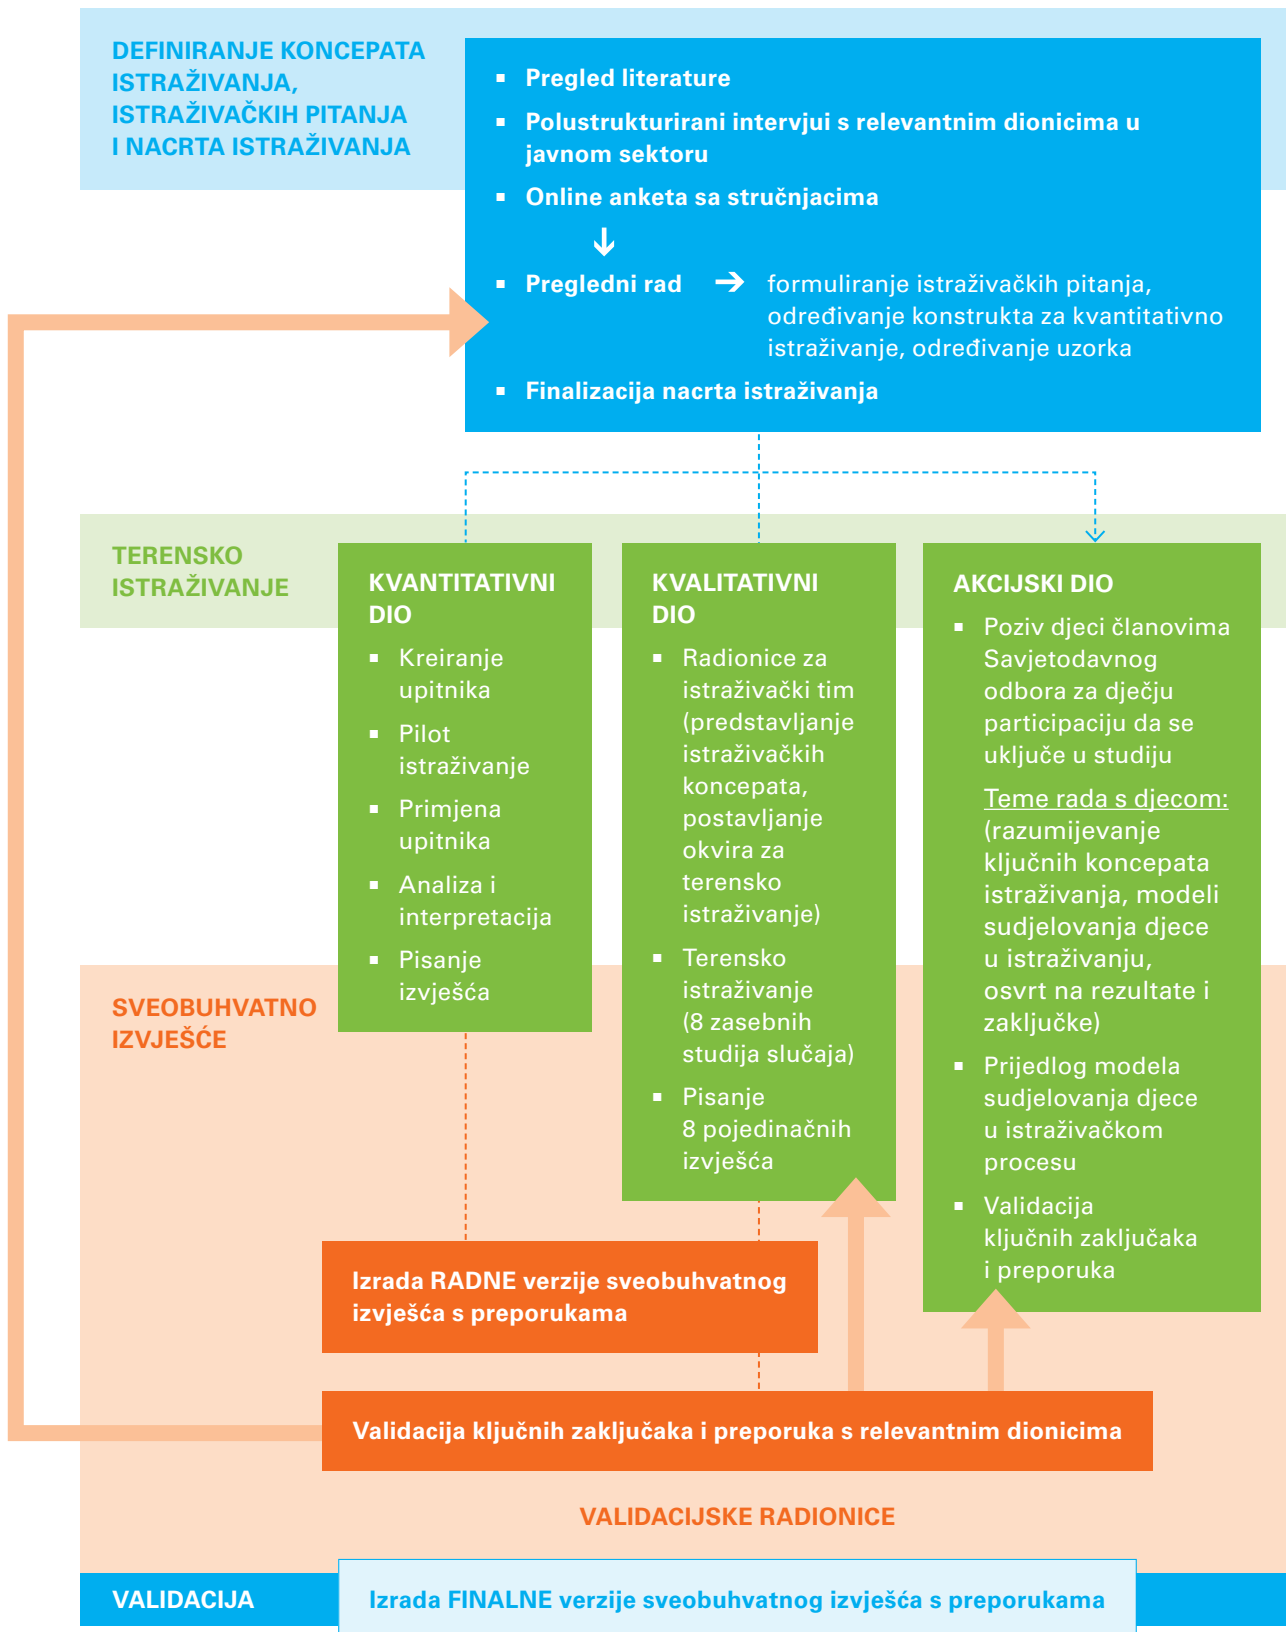 DEFINIRANJE KONCEPATA
ISTRAŽIVANJA,
ISTRAŽIVAČKIH PITANJA
I NACRTA ISTRAŽIVANJA
▪ Pregled literature
▪ Polustrukturirani intervjui s relevantnim dionicima u
javnom sektoru
▪ Online anketa sa stručnjacima
↓
▪ Pregledni rad → formuliranje istraživačkih pitanja,
određivanje konstrukta za kvantitativno
istraživanje, određivanje uzorka
▪ Finalizacija nacrta istraživanja
TERENSKO
ISTRAŽIVANJE
KVANTITATIVNI
DIO
▪ Kreiranje
upitnika
▪ Pilot
istraživanje
▪ Primjena
upitnika
▪ Analiza i
interpretacija
▪ Pisanje
izvješća
KVALITATIVNI
DIO
▪ Radionice za
istraživački tim
(predstavljanje
istraživačkih
koncepata,
postavljanje
okvira za
terensko
istraživanje)
▪ Terensko
istraživanje
(8 zasebnih
studija slučaja)
▪ Pisanje
8 pojedinačnih
izvješća
AKCIJSKI DIO
▪ Poziv djeci članovima
Savjetodavnog
odbora za dječju
participaciju da se
uključe u studiju
Teme rada s djecom:
(razumijevanje
ključnih koncepata
istraživanja, modeli
sudjelovanja djece
u istraživanju,
osvrt na rezultate i
zaključke)
▪ Prijedlog modela
sudjelovanja djece
u istraživačkom
procesu
▪ Validacija
ključnih zaključaka
i preporuka
SVEOBUHVATNO
IZVJEŠĆE
Izrada RADNE verzije sveobuhvatnog
izvješća s preporukama
Validacija ključnih zaključaka i preporuka s relevantnim dionicima
VALIDACIJSKE RADIONICE
VALIDACIJA
Izrada FINALNE verzije sveobuhvatnog izvješća s preporukama